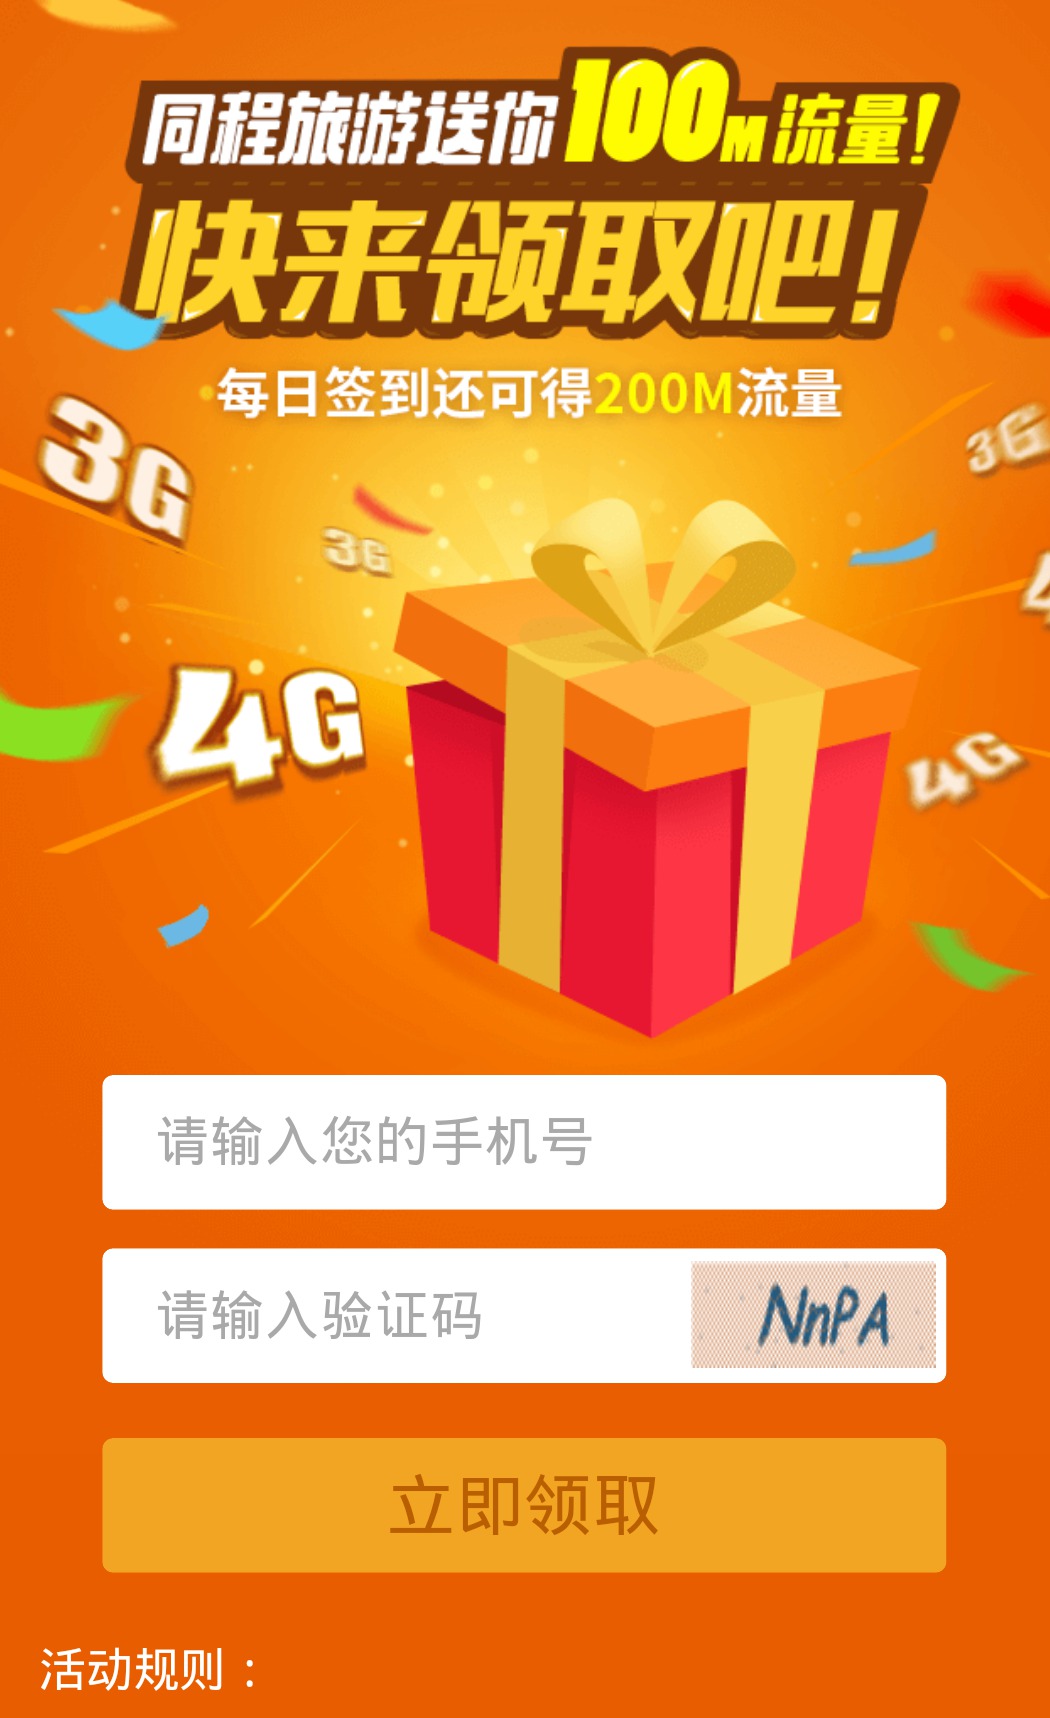 同程旅游送你100M流量!
快来领取吧!
每日签到还可得200M流量
3G
3G
3G
4G
4G
请输入您的手机号
请输入验证码
NnPA
立即领取
活动规则：